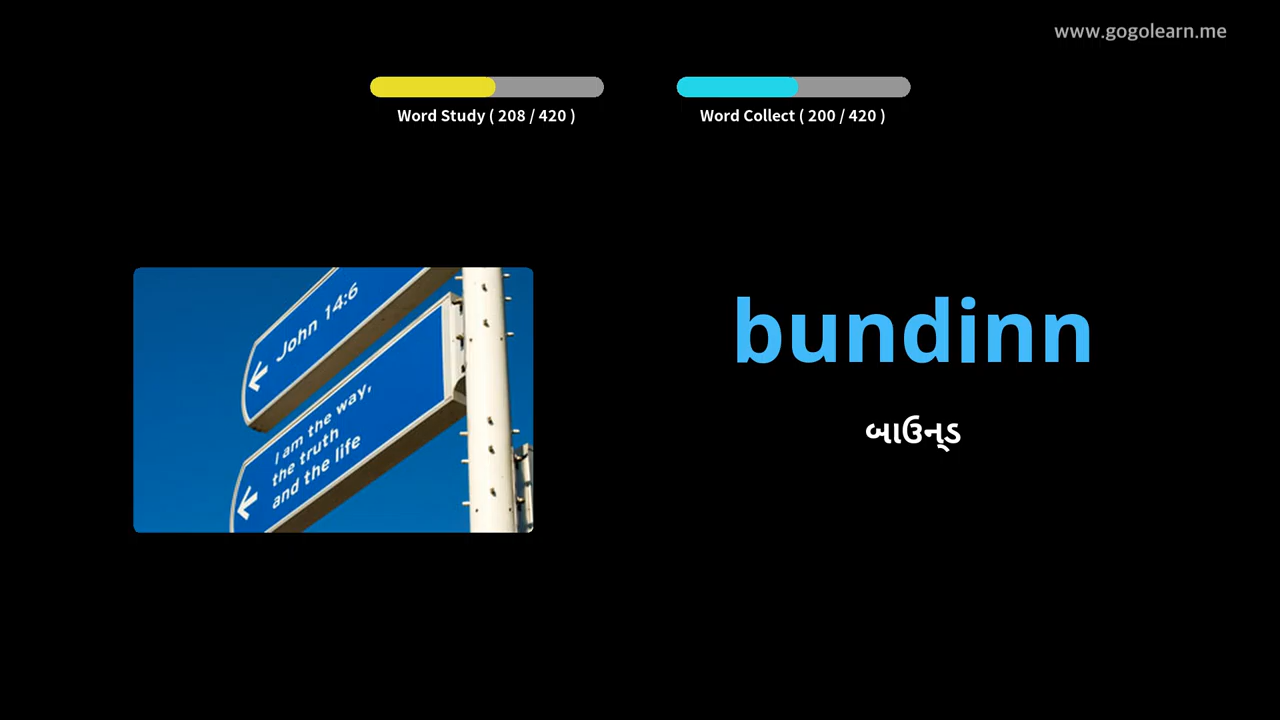 www.gogolearn.me
Word Study ( 208 / 420 )
Word Collect ( 200 / 420 )
John 14:6
I am the way,
the truth
and the life
bundinn
બાઉન્ડ